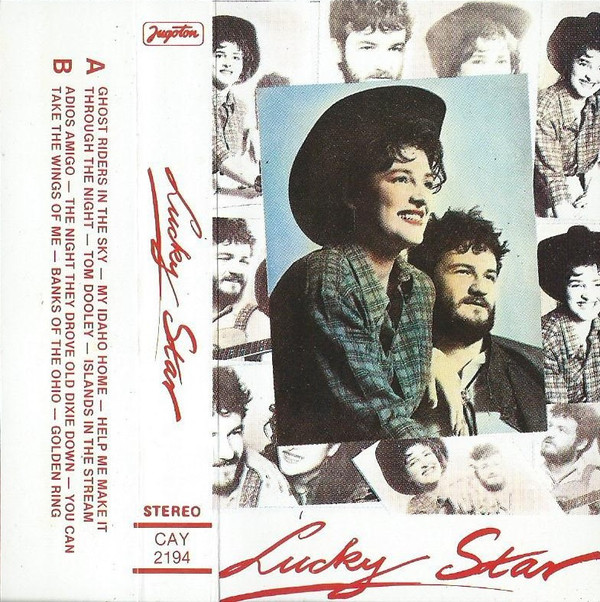 A
GHOST RIDERS IN THE SKY — MY IDAHO HOME — HELP ME MAKE IT
THROUGH THE NIGHT — TOM DOOLEY — ISLANDS IN THE STREAM
B
ADIOS AMIGO — THE NIGHT THEY DROVE OLD DIXIE DOWN — YOU CAN
TAKE THE WINGS OF ME — BANKS OF THE OHIO — GOLDEN RING
Jugoton
Lucky Star
STEREO
CAY
2194
Lucky Star